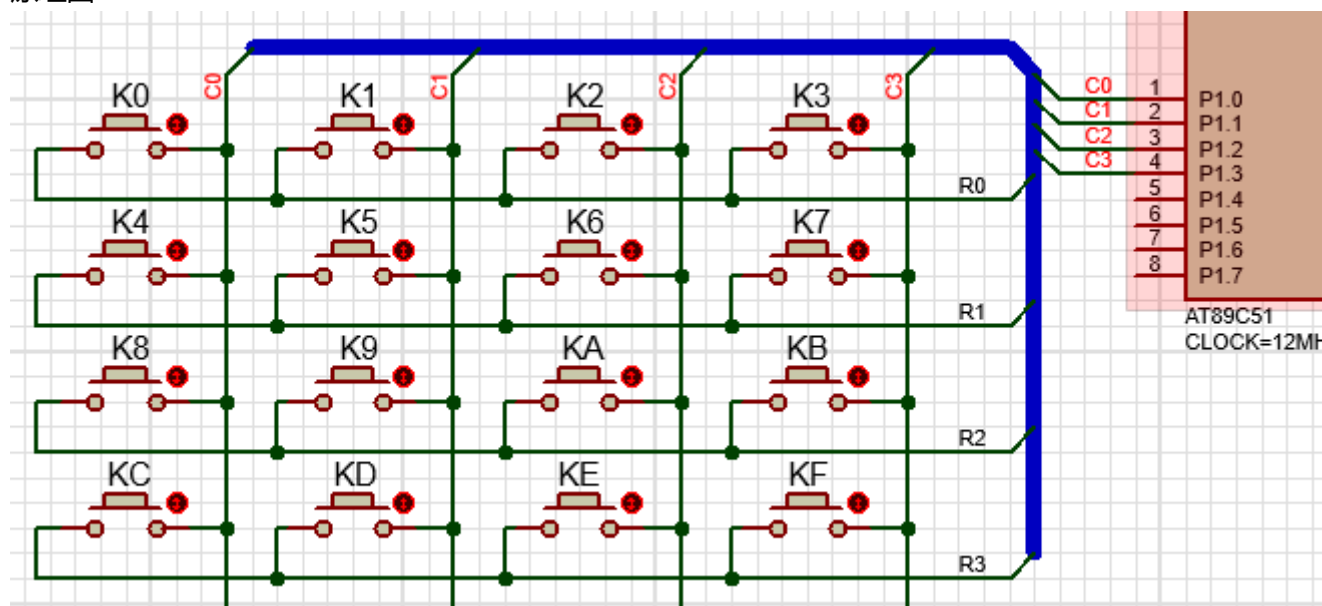 C0 C1 C2 C3
K0 K1 K2 K3
R0
K4 K5 K6 K7
R1
K8 K9 KA KB
R2
KC KD KE KF
R3
C0 1 P1.0
C1 2 P1.1
C2 3 P1.2
C3 4 P1.3
5 P1.4
6 P1.5
7 P1.6
8 P1.7
AT89C51